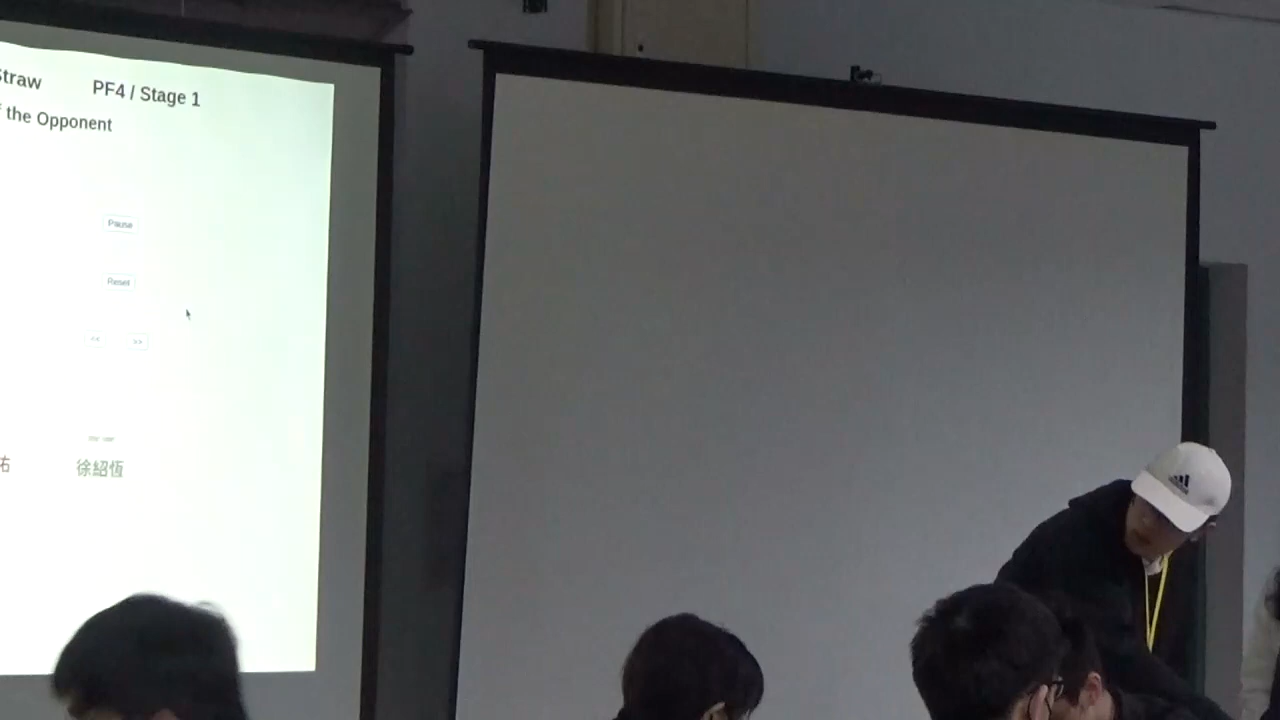 Straw PF4 / Stage 1
the Opponent
Pause
Reset
<< >>
徐紹恆